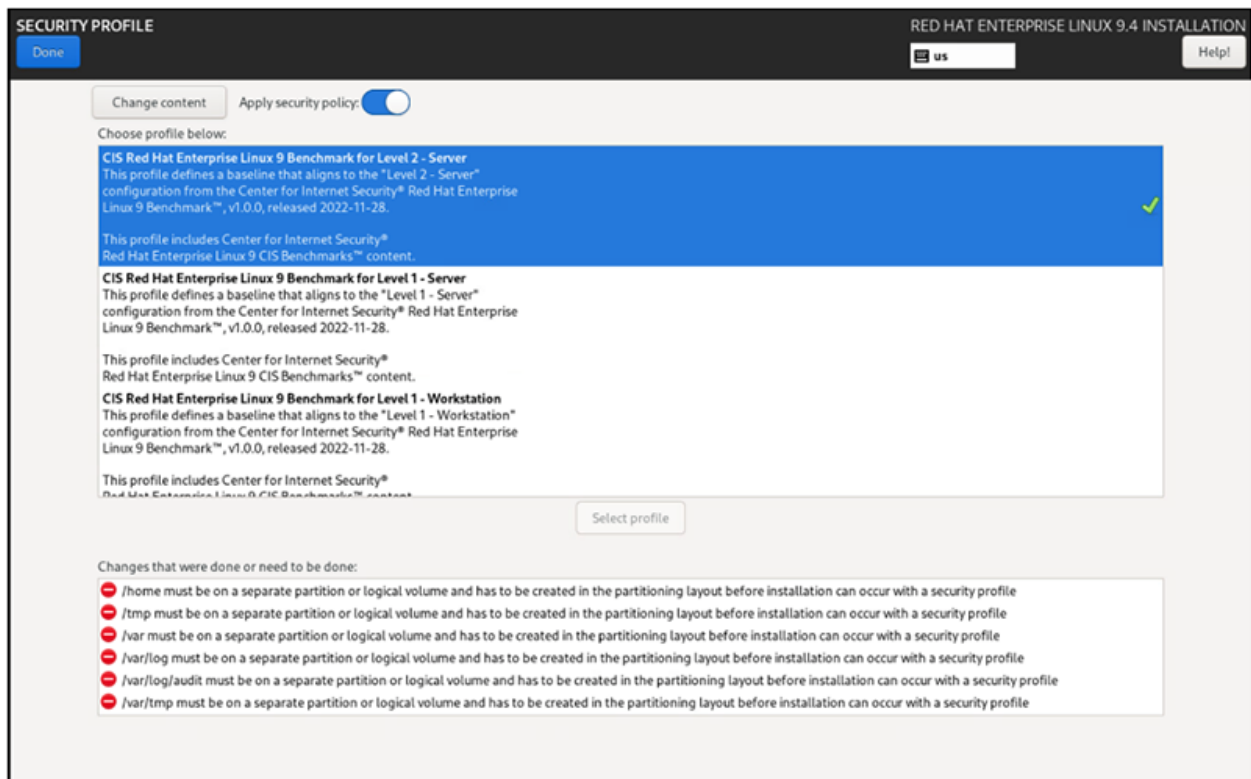 SECURITY PROFILE
RED HAT ENTERPRISE LINUX 9.4 INSTALLATION
Done
us
Help!
Change content
Apply security policy:
Choose profile below:
CIS Red Hat Enterprise Linux 9 Benchmark for Level 2 - Server
This profile defines a baseline that aligns to the "Level 2 - Server"
configuration from the Center for Internet Security® Red Hat Enterprise
Linux 9 Benchmark™, v1.0.0, released 2022-11-28.
This profile includes Center for Internet Security®
Red Hat Enterprise Linux 9 CIS Benchmarks™ content.
CIS Red Hat Enterprise Linux 9 Benchmark for Level 1 - Server
This profile defines a baseline that aligns to the "Level 1 - Server"
configuration from the Center for Internet Security® Red Hat Enterprise
Linux 9 Benchmark™, v1.0.0, released 2022-11-28.
This profile includes Center for Internet Security®
Red Hat Enterprise Linux 9 CIS Benchmarks™ content.
CIS Red Hat Enterprise Linux 9 Benchmark for Level 1 - Workstation
This profile defines a baseline that aligns to the "Level 1 - Workstation"
configuration from the Center for Internet Security® Red Hat Enterprise
Linux 9 Benchmark™, v1.0.0, released 2022-11-28.
This profile includes Center for Internet Security®
Red Hat Enterprise Linux 9 CIS Benchmarks™ content.
Select profile
Changes that were done or need to be done:
/home must be on a separate partition or logical volume and has to be created in the partitioning layout before installation can occur with a security profile
/tmp must be on a separate partition or logical volume and has to be created in the partitioning layout before installation can occur with a security profile
/var must be on a separate partition or logical volume and has to be created in the partitioning layout before installation can occur with a security profile
/var/log must be on a separate partition or logical volume and has to be created in the partitioning layout before installation can occur with a security profile
/var/log/audit must be on a separate partition or logical volume and has to be created in the partitioning layout before installation can occur with a security profile
/var/tmp must be on a separate partition or logical volume and has to be created in the partitioning layout before installation can occur with a security profile